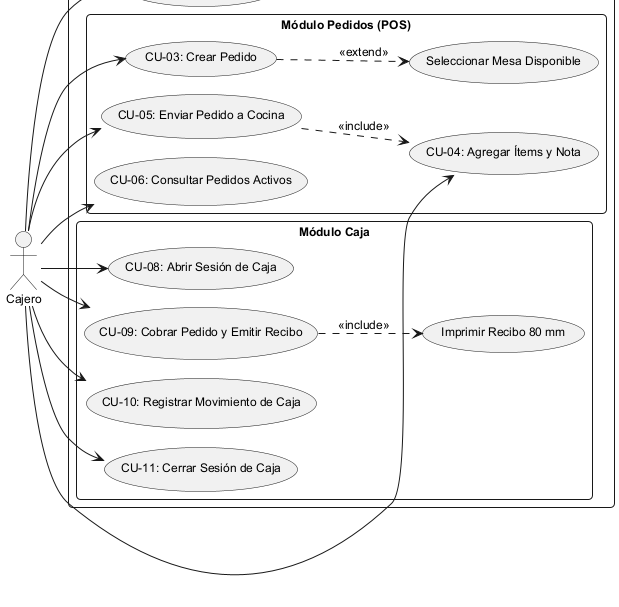 Módulo Pedidos (POS)
CU-03: Crear Pedido
«extend»
Seleccionar Mesa Disponible
CU-05: Enviar Pedido a Cocina
«include»
CU-04: Agregar Ítems y Nota
CU-06: Consultar Pedidos Activos
Módulo Caja
Cajero
CU-08: Abrir Sesión de Caja
CU-09: Cobrar Pedido y Emitir Recibo
«include»
Imprimir Recibo 80 mm
CU-10: Registrar Movimiento de Caja
CU-11: Cerrar Sesión de Caja